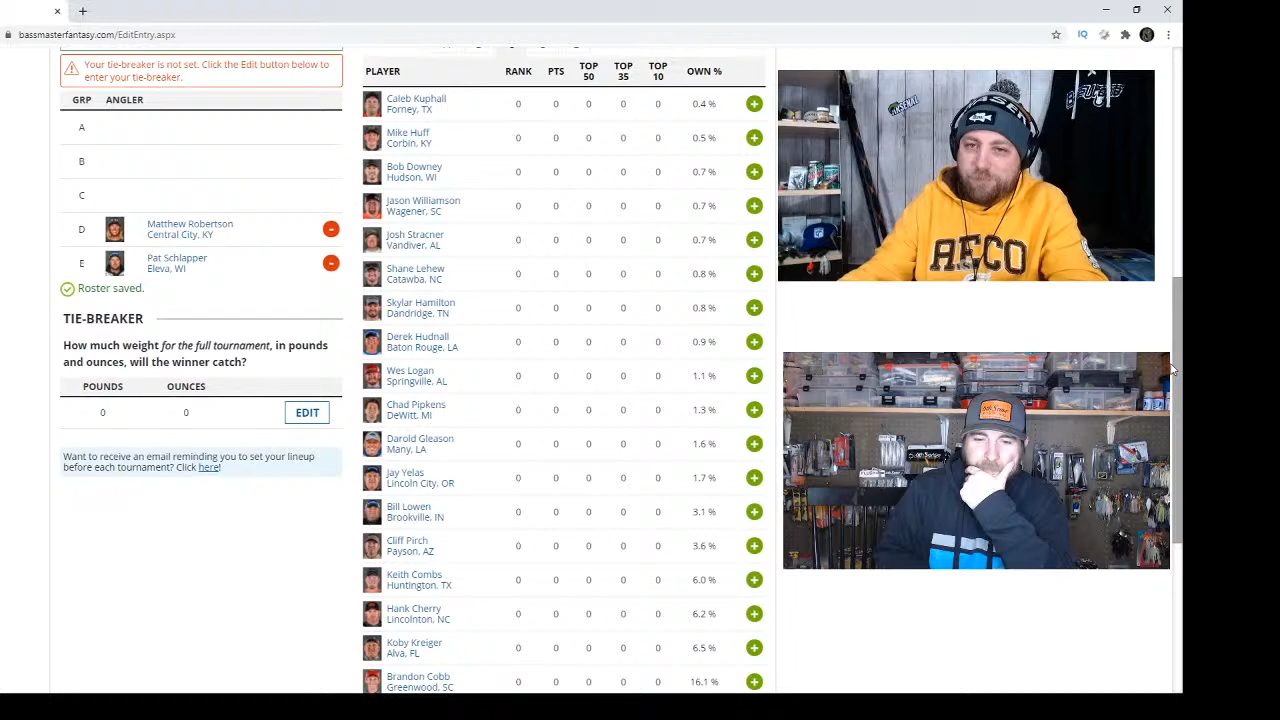 bassmasterfantasy.com/EditEntry.aspx
IQ
Your tie-breaker is not set. Click the Edit button below to
enter your tie-breaker.
GRP ANGLER
A
B
C
D Matthew Robertson
Central City, KY
E Pat Schlapper
Eleva, WI
Roster saved.
TIE-BREAKER
How much weight for the full tournament, in pounds
and ounces, will the winner catch?
POUNDS OUNCES
0 0 EDIT
Want to receive an email reminding you to set your lineup
before each tournament? Click here!
PLAYER RANK PTS TOP 50 TOP 35 TOP 10 OWN %
Caleb Kuphall 0 0 0 0 0 0.4 %
Forney, TX
Mike Huff 0 0 0 0 0 0.5 %
Corbin, KY
Bob Downey 0 0 0 0 0 0.7 %
Hudson, WI
Jason Williamson 0 0 0 0 0 0.7 %
Wagener, SC
Josh Stracner 0 0 0 0 0 0.7 %
Vandiver, AL
Shane Lehew 0 0 0 0 0 0.8 %
Catawba, NC
Skylar Hamilton 0 0 0 0 0 0.8 %
Dandridge, TN
Derek Hudnall 0 0 0 0 0 0.9 %
Baton Rouge, LA
Wes Logan 0 0 0 0 0 1.1 %
Springville, AL
Chad Pipkens 0 0 0 0 0 1.3 %
DeWitt, MI
Darold Gleason 0 0 0 0 0 1.6 %
Many, LA
Jay Yelas 0 0 0 0 0 1.7 %
Lincoln City, OR
Bill Lowen 0 0 0 0 0 3.1 %
Brookville, IN
Cliff Pirch 0 0 0 0 0 3.6 %
Payson, AZ
Keith Combs 0 0 0 0 0 6.0 %
Huntington, TX
Hank Cherry 0 0 0 0 0 6.2 %
Lincolnton, NC
Koby Kreiger 0 0 0 0 0 6.5 %
Alva, FL
Brandon Cobb 0 0 0 0 0 16.1 %
Greenwood, SC